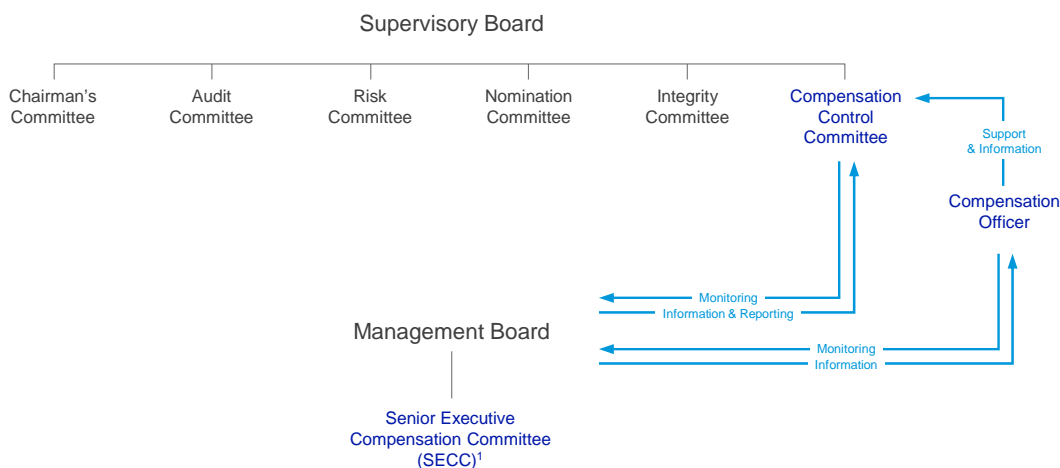 Supervisory Board
Chairman's
Committee
Audit
Committee
Risk
Committee
Nomination
Committee
Integrity
Committee
Compensation
Control
Committee
Support
& Information
Compensation
Officer
Monitoring
Information & Reporting
Management Board
Monitoring
Information
Senior Executive
Compensation Committee
(SECC)¹